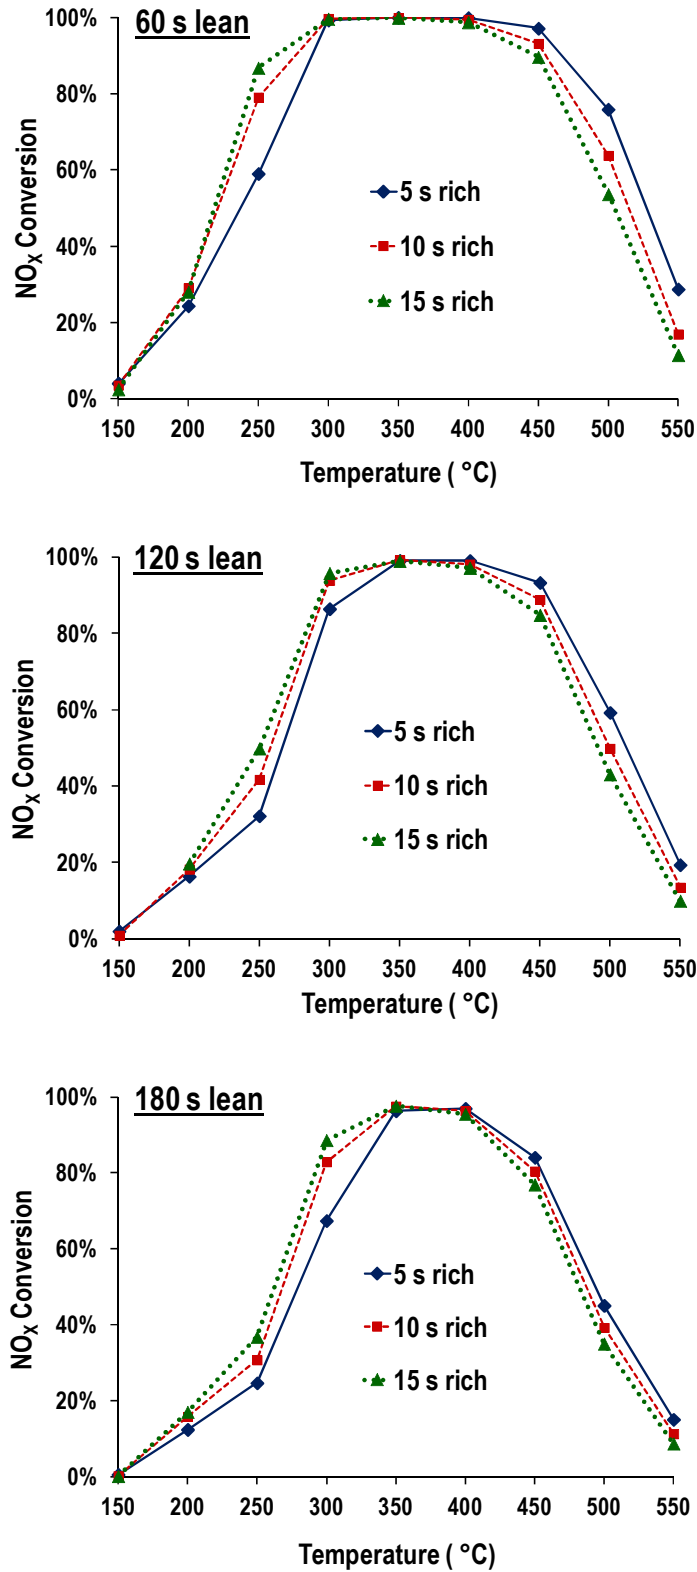 60 s lean
100%
80%
60%
40%
20%
0%
NOX Conversion
5 s rich
10 s rich
15 s rich
150 200 250 300 350 400 450 500 550
Temperature ( °C)
120 s lean
100%
80%
60%
40%
20%
0%
NOX Conversion
5 s rich
10 s rich
15 s rich
150 200 250 300 350 400 450 500 550
Temperature ( °C)
180 s lean
100%
80%
60%
40%
20%
0%
NOX Conversion
5 s rich
10 s rich
15 s rich
150 200 250 300 350 400 450 500 550
Temperature ( °C)